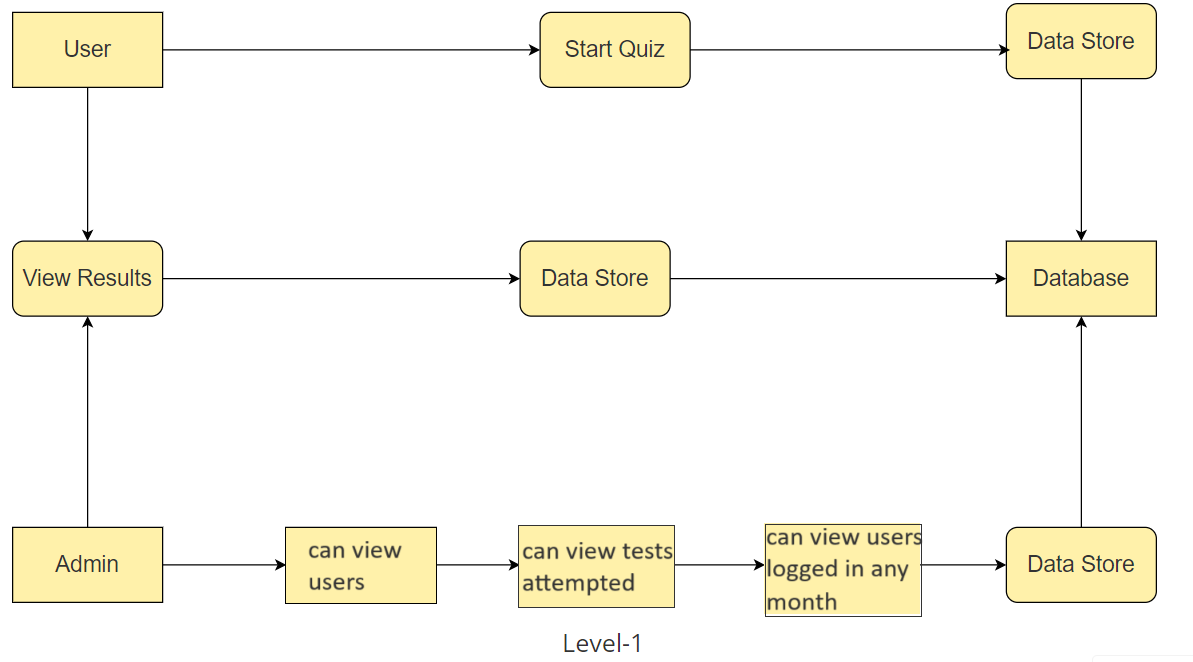 User
Start Quiz
Data Store
View Results
Data Store
Database
Admin
can view
users
can view tests
attempted
can view users
logged in any
month
Data Store
Level-1